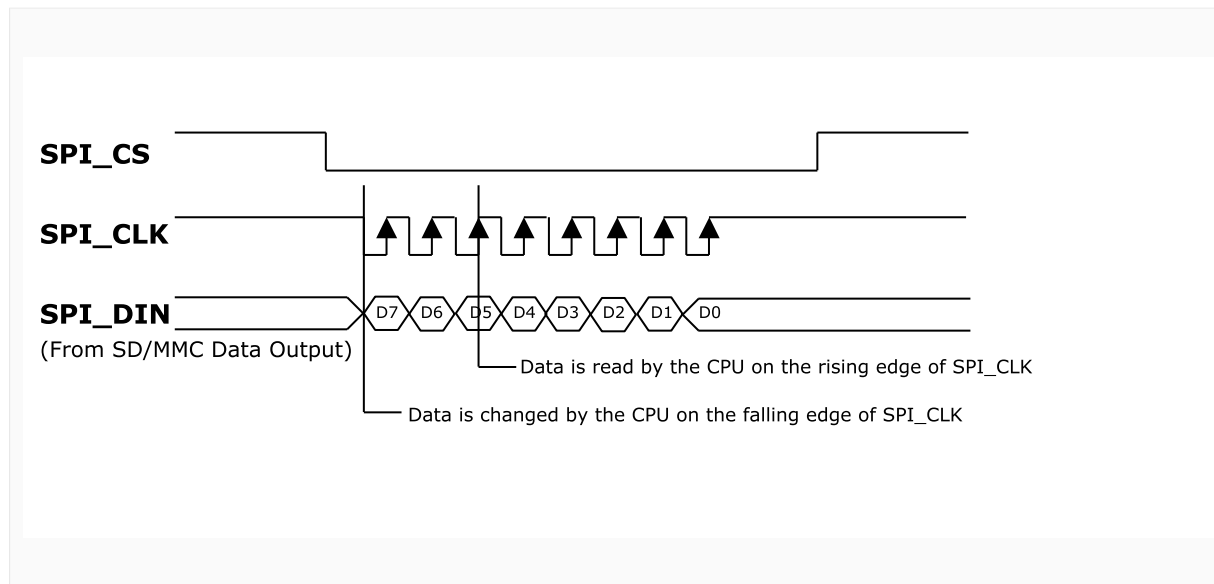 SPI_CS
SPI_CLK
SPI_DIN
(From SD/MMC Data Output)
D7 D6 D5 D4 D3 D2 D1 D0
Data is read by the CPU on the rising edge of SPI_CLK
Data is changed by the CPU on the falling edge of SPI_CLK